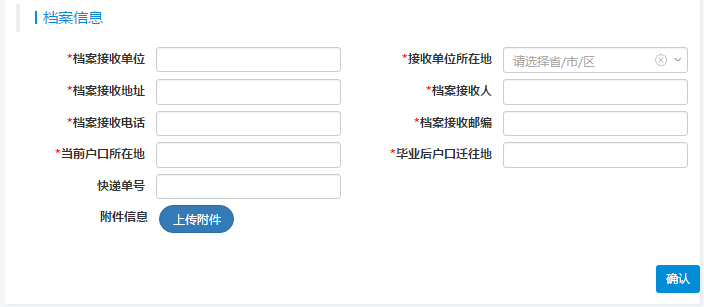 档案信息
*档案接收单位 *接收单位所在地 请选择省/市/区
*档案接收地址 *档案接收人
*档案接收电话 *档案接收邮编
*当前户口所在地 *毕业后户口迁往地
快递单号
附件信息 上传附件
确认